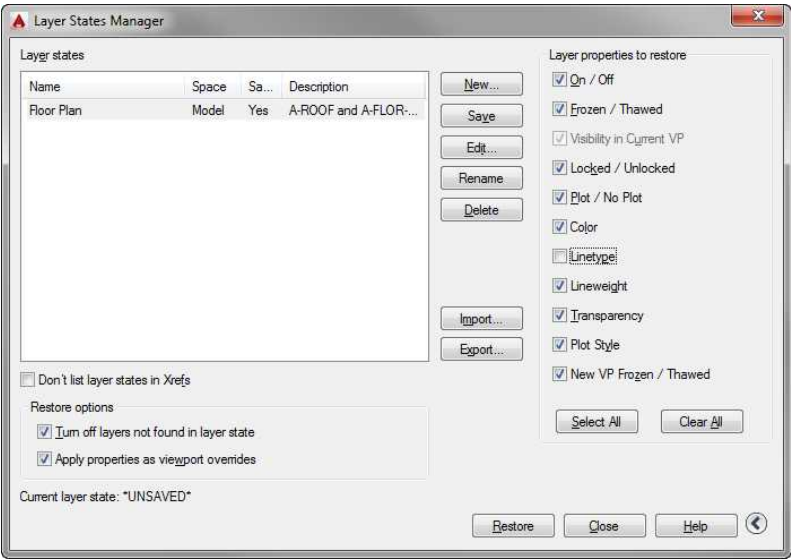 Layer States Manager
Layer states
Name Space Sa... Description
Floor Plan Model Yes A-ROOF and A-FLOR-...
New...
Save
Edit...
Rename
Delete
Import...
Export...
Don't list layer states in Xrefs
Restore options
Turn off layers not found in layer state
Apply properties as viewport overrides
Current layer state: *UNSAVED*
Layer properties to restore
On / Off
Frozen / Thawed
Visibility in Current VP
Locked / Unlocked
Plot / No Plot
Color
Linetype
Lineweight
Transparency
Plot Style
New VP Frozen / Thawed
Select All Clear All
Restore Close Help